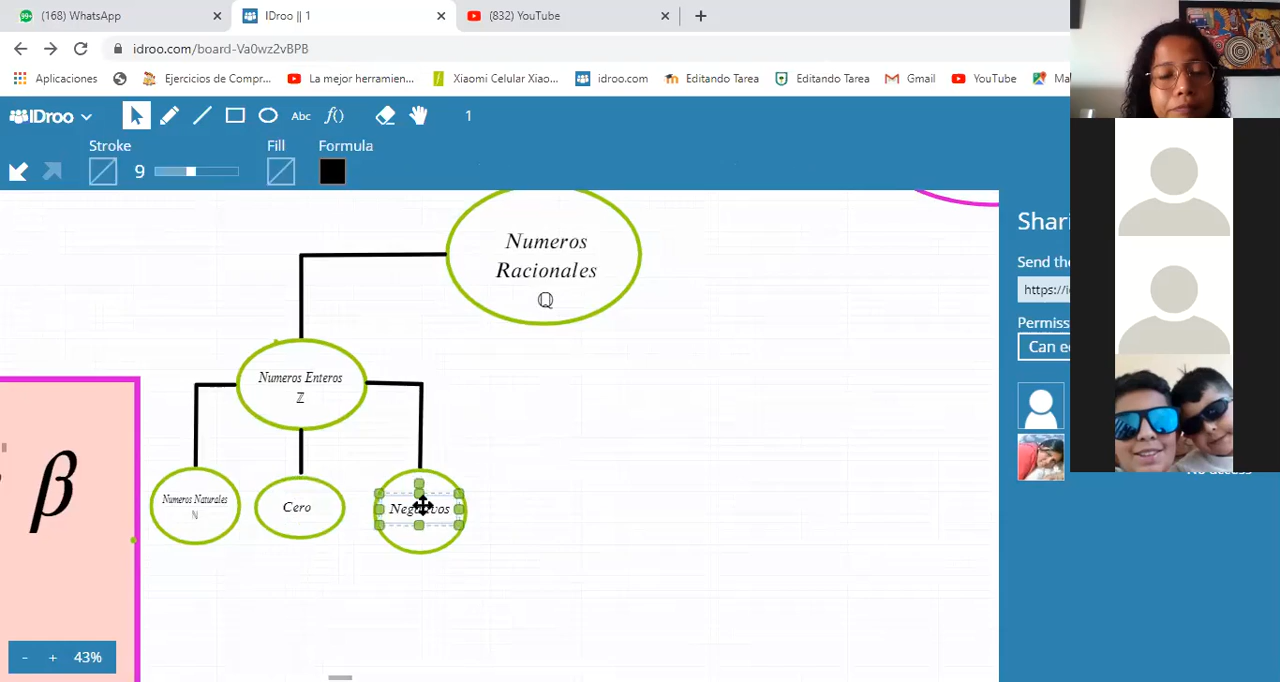 (168) WhatsApp
IDroo || 1
(832) YouTube
idroo.com/board-Va0wz2vBPB
Aplicaciones
Ejercicios de Compr...
La mejor herramien...
Xiaomi Celular Xiao...
idroo.com
Editando Tarea
Editando Tarea
Gmail
YouTube
IDroo
Abc
f()
1
Stroke
9
Fill
Formula
Numeros
Racionales
ℚ
Numeros Enteros
ℤ
Numeros Naturales
ℕ
Cero
Negativos
β
Send the
Permiss
- + 43%